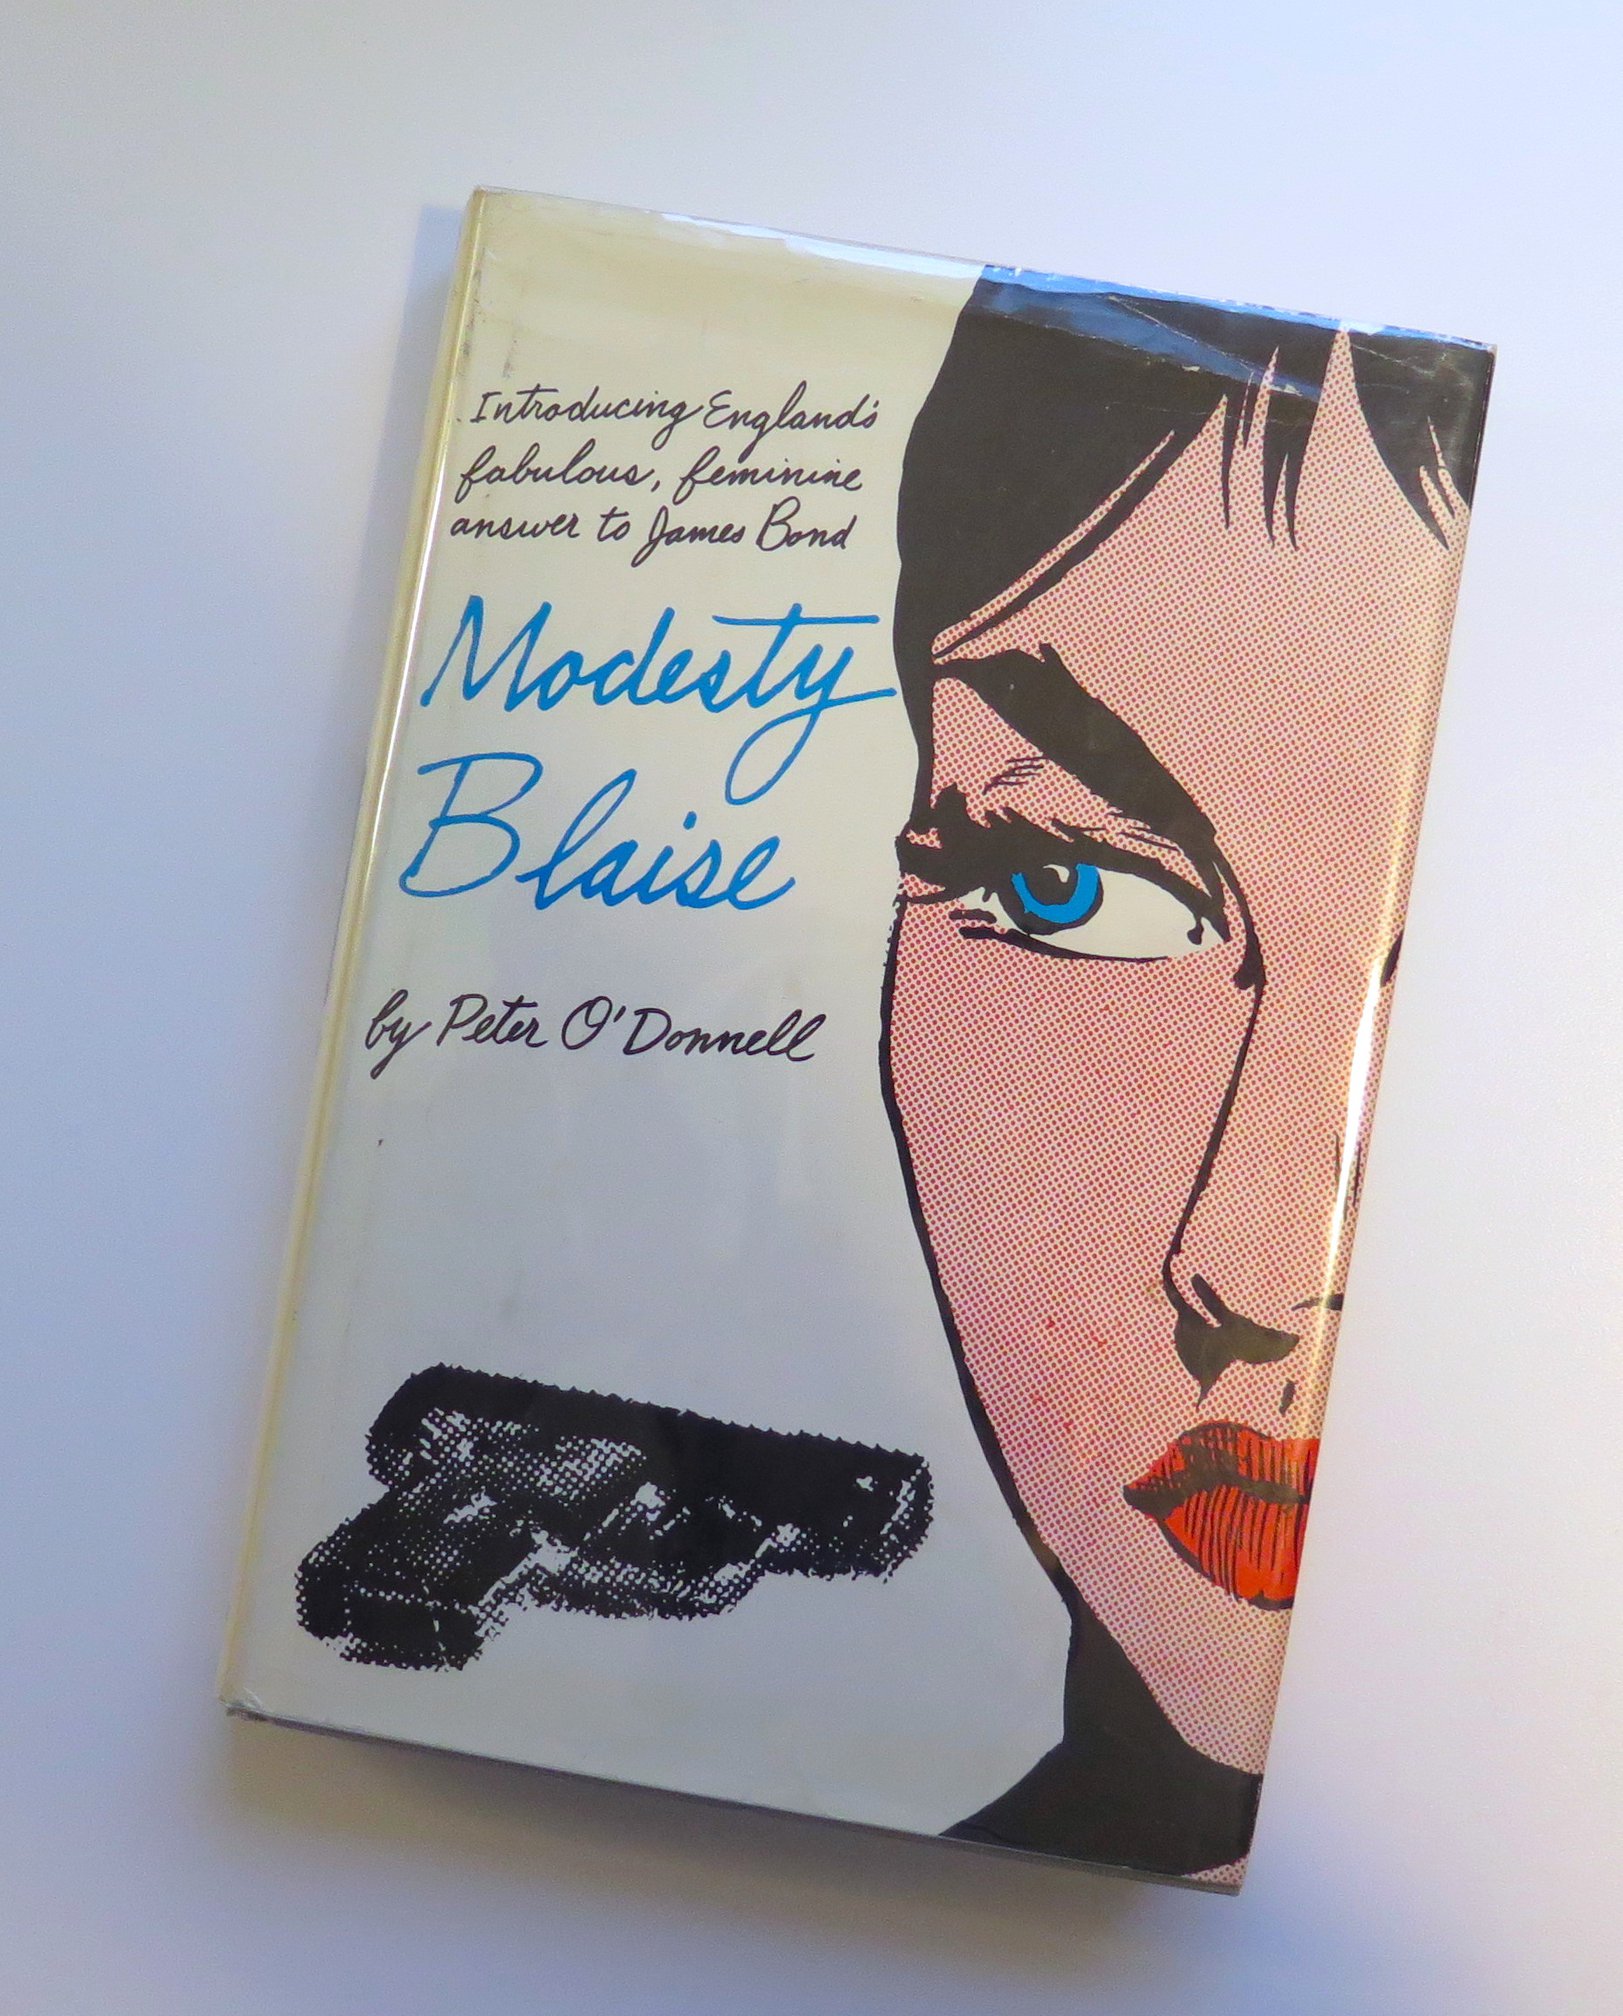 Introducing England's
fabulous, feminine
answer to James Bond
Modesty
Blaise
by Peter O'Donnell